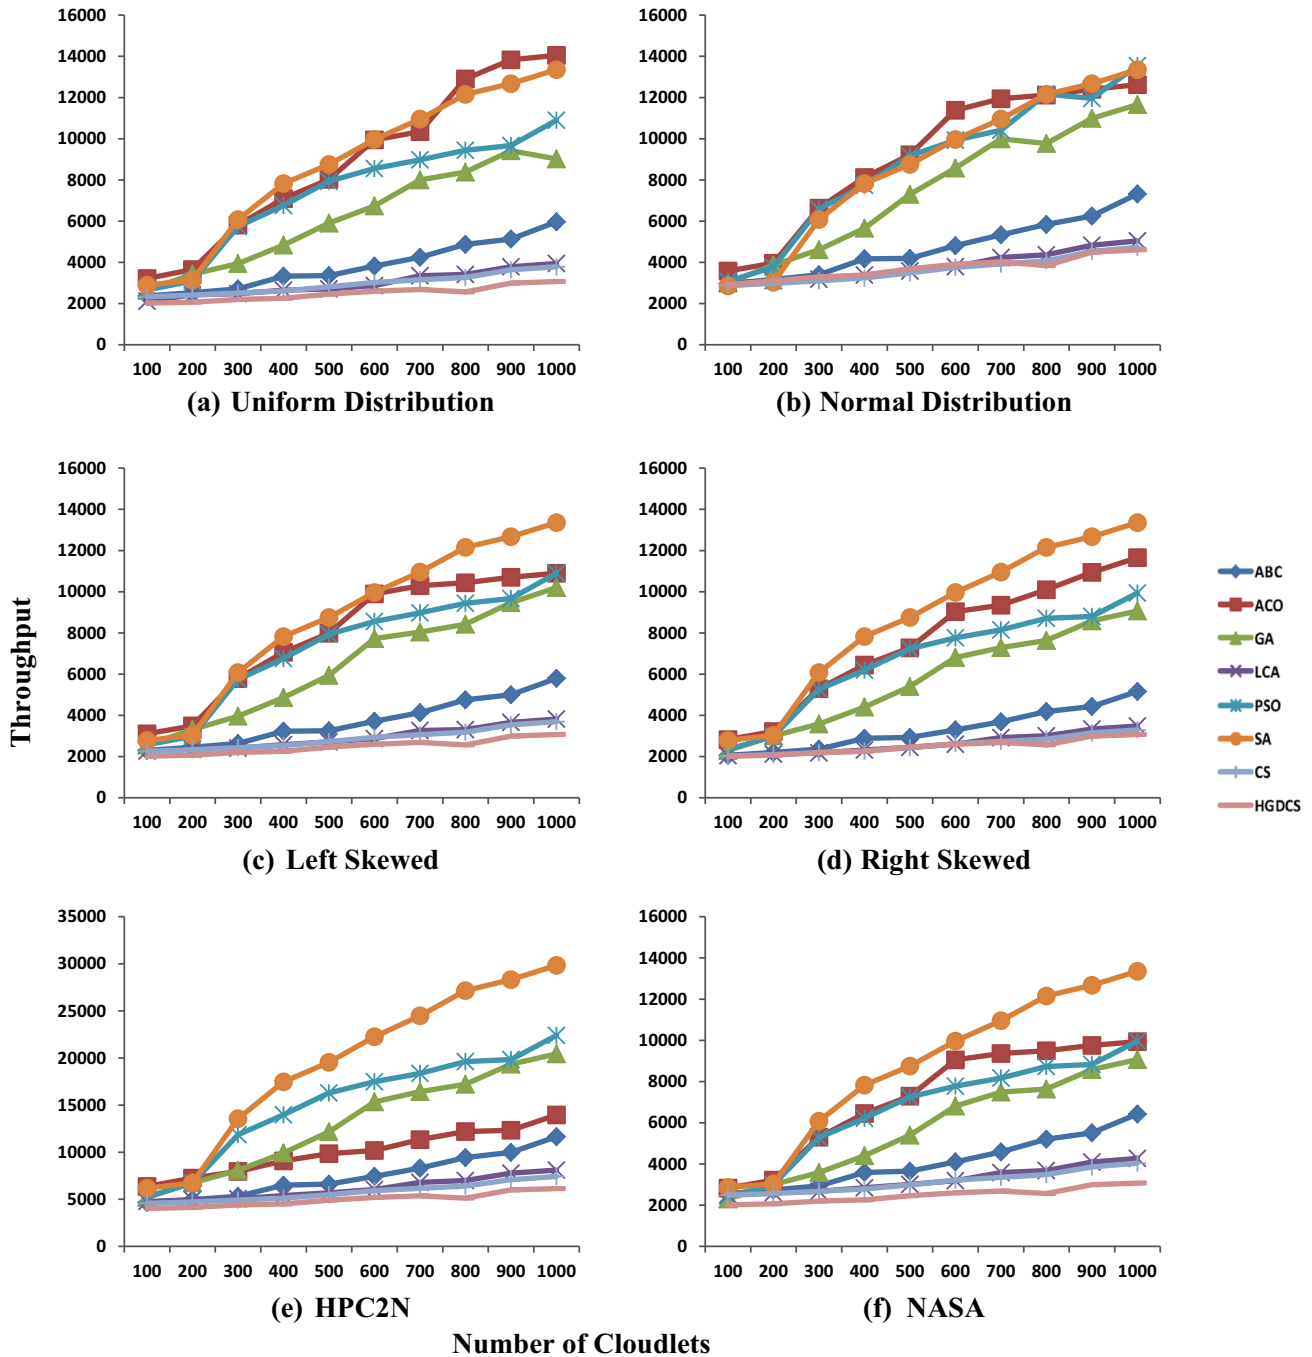 16000
14000
12000
10000
8000
6000
4000
2000
0
100 200 300 400 500 600 700 800 900 1000
(a) Uniform Distribution
16000
14000
12000
10000
8000
6000
4000
2000
0
100 200 300 400 500 600 700 800 900 1000
(b) Normal Distribution
Throughput
16000
14000
12000
10000
8000
6000
4000
2000
0
100 200 300 400 500 600 700 800 900 1000
(c) Left Skewed
16000
14000
12000
10000
8000
6000
4000
2000
0
100 200 300 400 500 600 700 800 900 1000
(d) Right Skewed
ABC
ACO
GA
LCA
PSO
SA
CS
HGDCS
35000
30000
25000
20000
15000
10000
5000
0
100 200 300 400 500 600 700 800 900 1000
(e) HPC2N
16000
14000
12000
10000
8000
6000
4000
2000
0
100 200 300 400 500 600 700 800 900 1000
(f) NASA
Number of Cloudlets